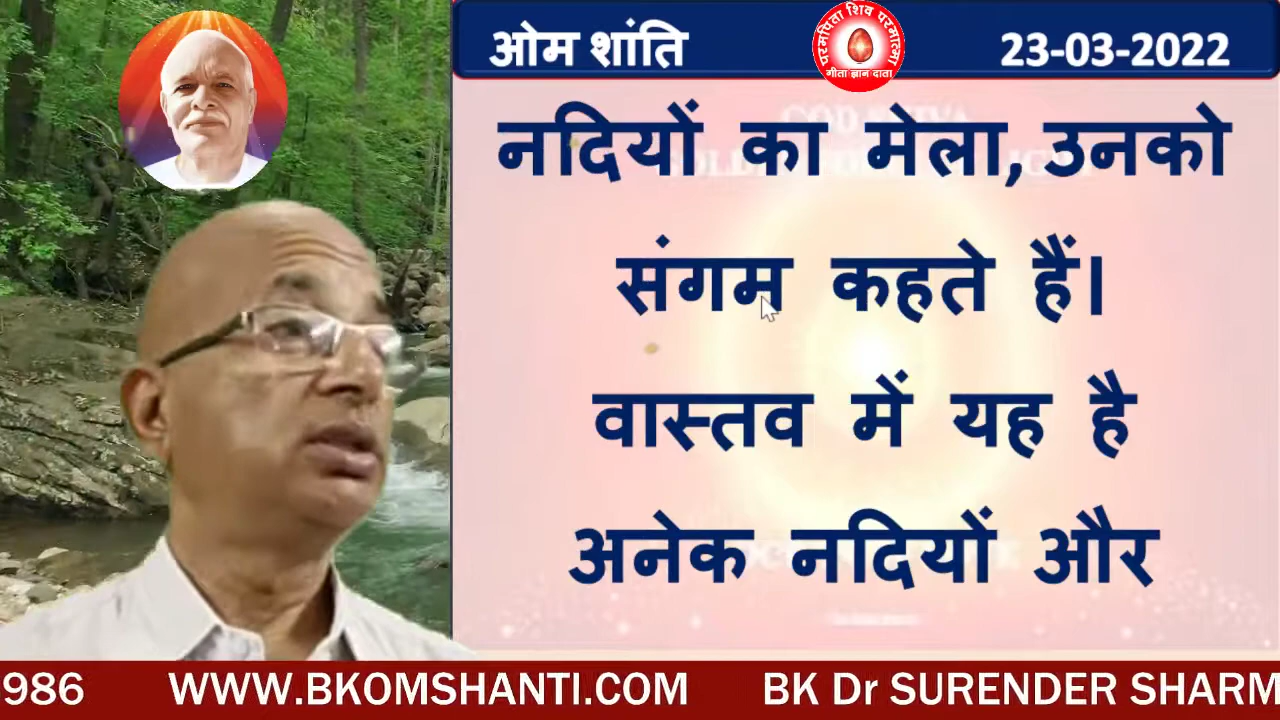 ओम शांति
परमपिता शिव परमात्मा
गीता ज्ञान दाता
23-03-2022
नदियों का मेला, उनको
संगम कहते हैं।
वास्तव में यह है
अनेक नदियों और
986 WWW.BKOMSHANTI.COM BK Dr SURENDER SHARM